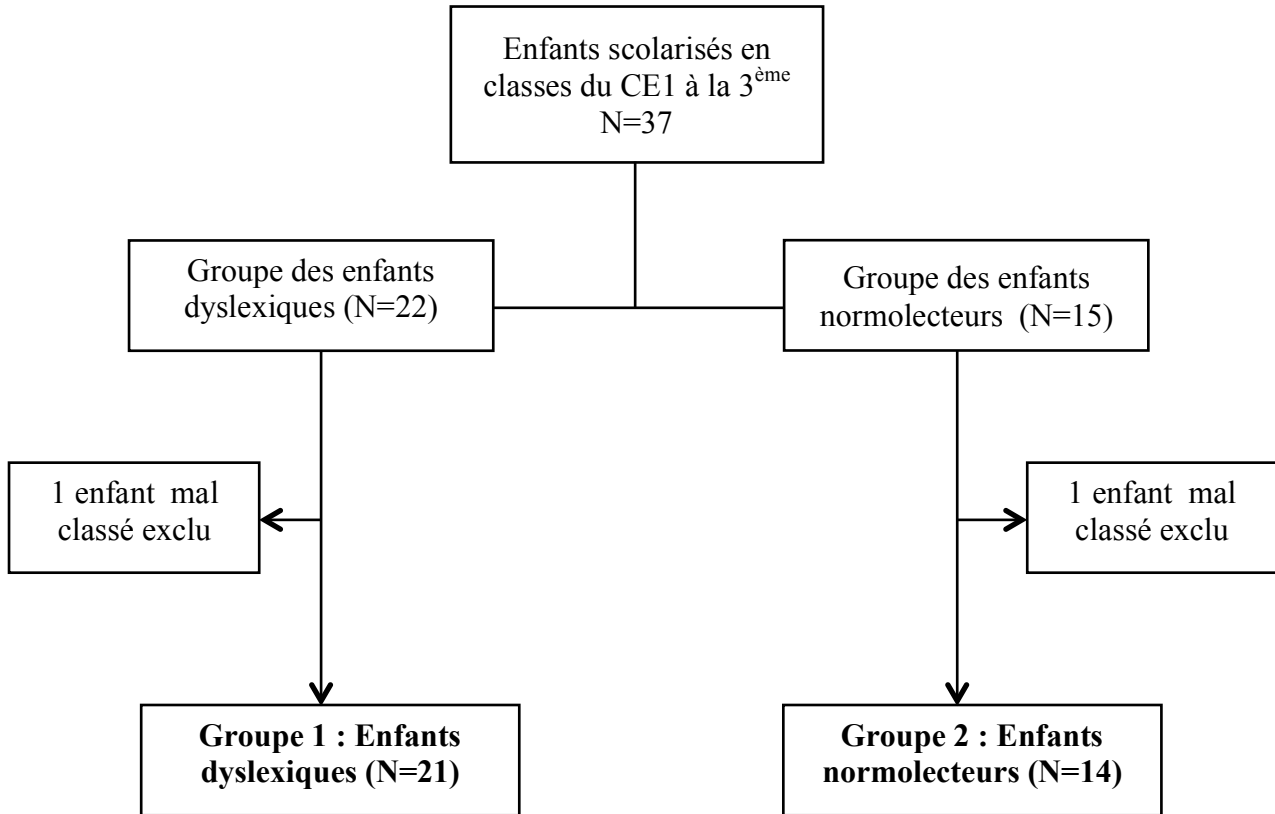 Enfants scolarisés en
classes du CE1 à la 3ème
N=37
Groupe des enfants
dyslexiques (N=22)
Groupe des enfants
normolecteurs (N=15)
1 enfant mal
classé exclu
1 enfant mal
classé exclu
Groupe 1 : Enfants
dyslexiques (N=21)
Groupe 2 : Enfants
normolecteurs (N=14)